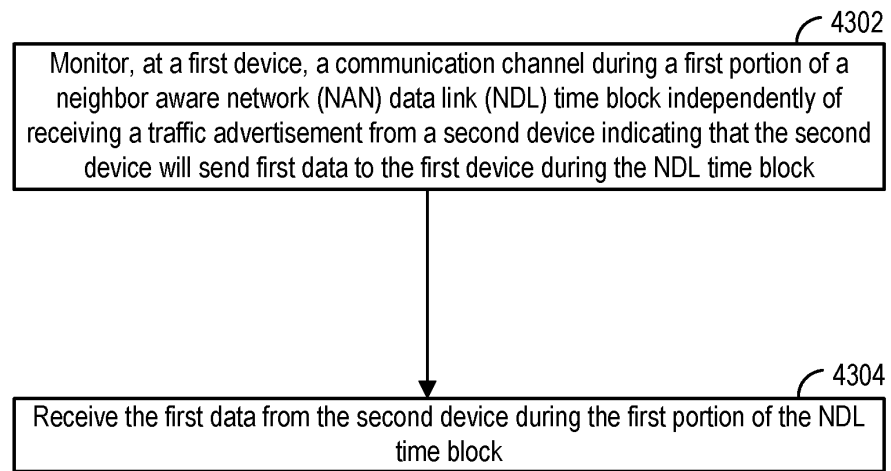 4302
Monitor, at a first device, a communication channel during a first portion of a
neighbor aware network (NAN) data link (NDL) time block independently of
receiving a traffic advertisement from a second device indicating that the second
device will send first data to the first device during the NDL time block
4304
Receive the first data from the second device during the first portion of the NDL
time block